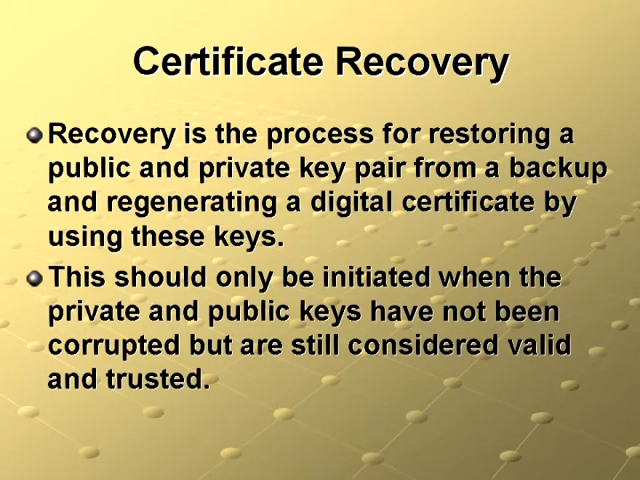 Certificate Recovery
Recovery is the process for restoring a
public and private key pair from a backup
and regenerating a digital certificate by
using these keys.
This should only be initiated when the
private and public keys have not been
corrupted but are still considered valid
and trusted.